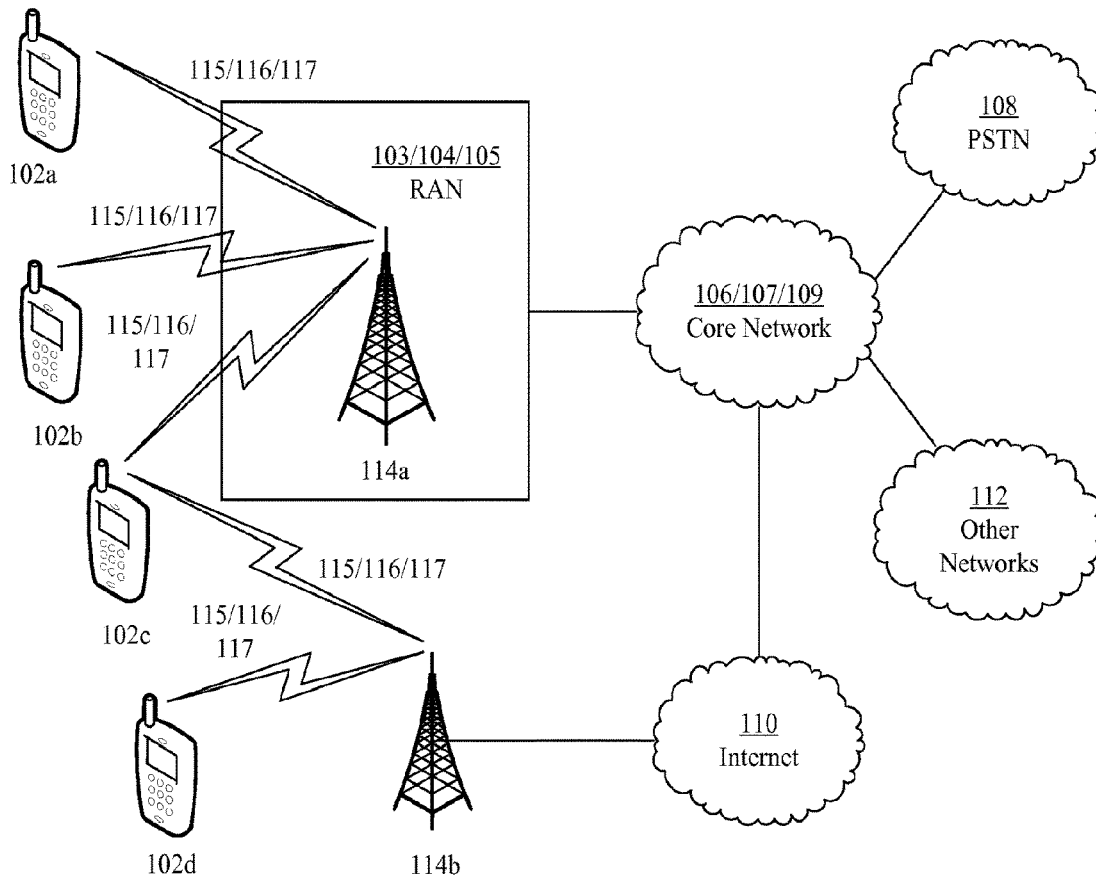 115/116/117
102a
103/104/105
RAN
108
PSTN
115/116/117
115/116/
117
106/107/109
Core Network
102b
114a
112
Other
Networks
115/116/117
102c
115/116/
117
110
Internet
102d
114b